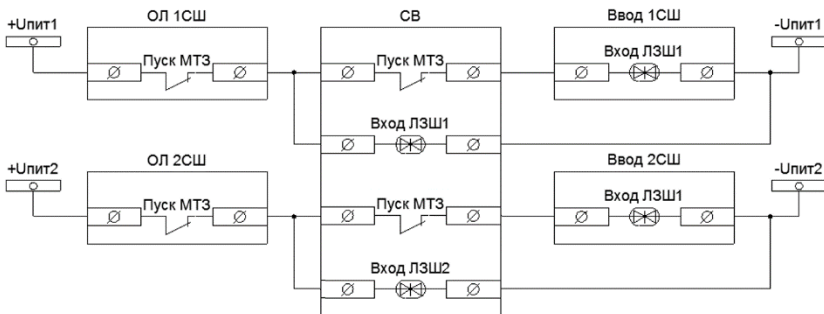 +Uпит1 ОЛ 1СШ СВ Ввод 1СШ -Uпит1
Пуск МТЗ Пуск МТЗ Вход ЛЗШ1
Вход ЛЗШ1
+Uпит2 ОЛ 2СШ Ввод 2СШ -Uпит2
Пуск МТЗ Пуск МТЗ Вход ЛЗШ1
Вход ЛЗШ2